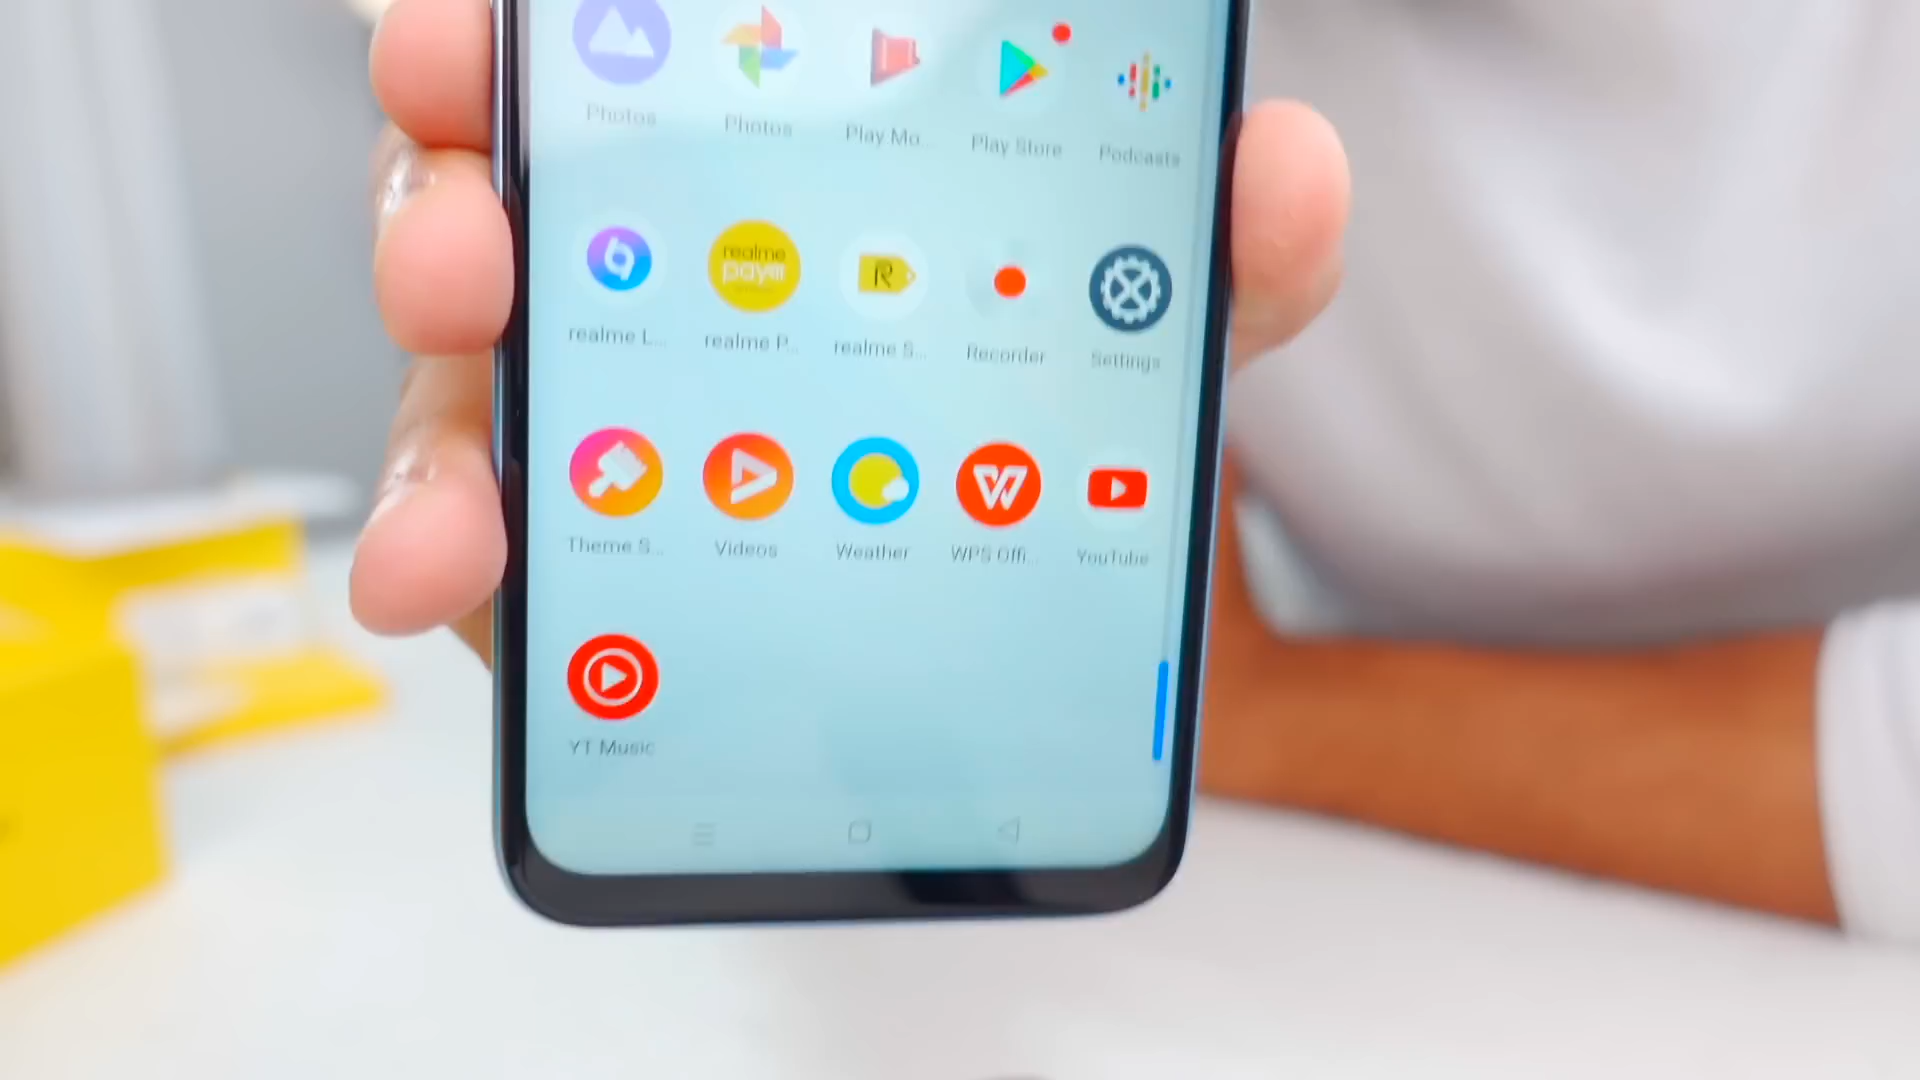 Photos Photos Play Mo... Play Store Podcasts
realme
paysa
R
realme L... realme P... realme S... Recorder Settings
W
Theme S... Videos Weather WPS Offi... YouTube
YT Music